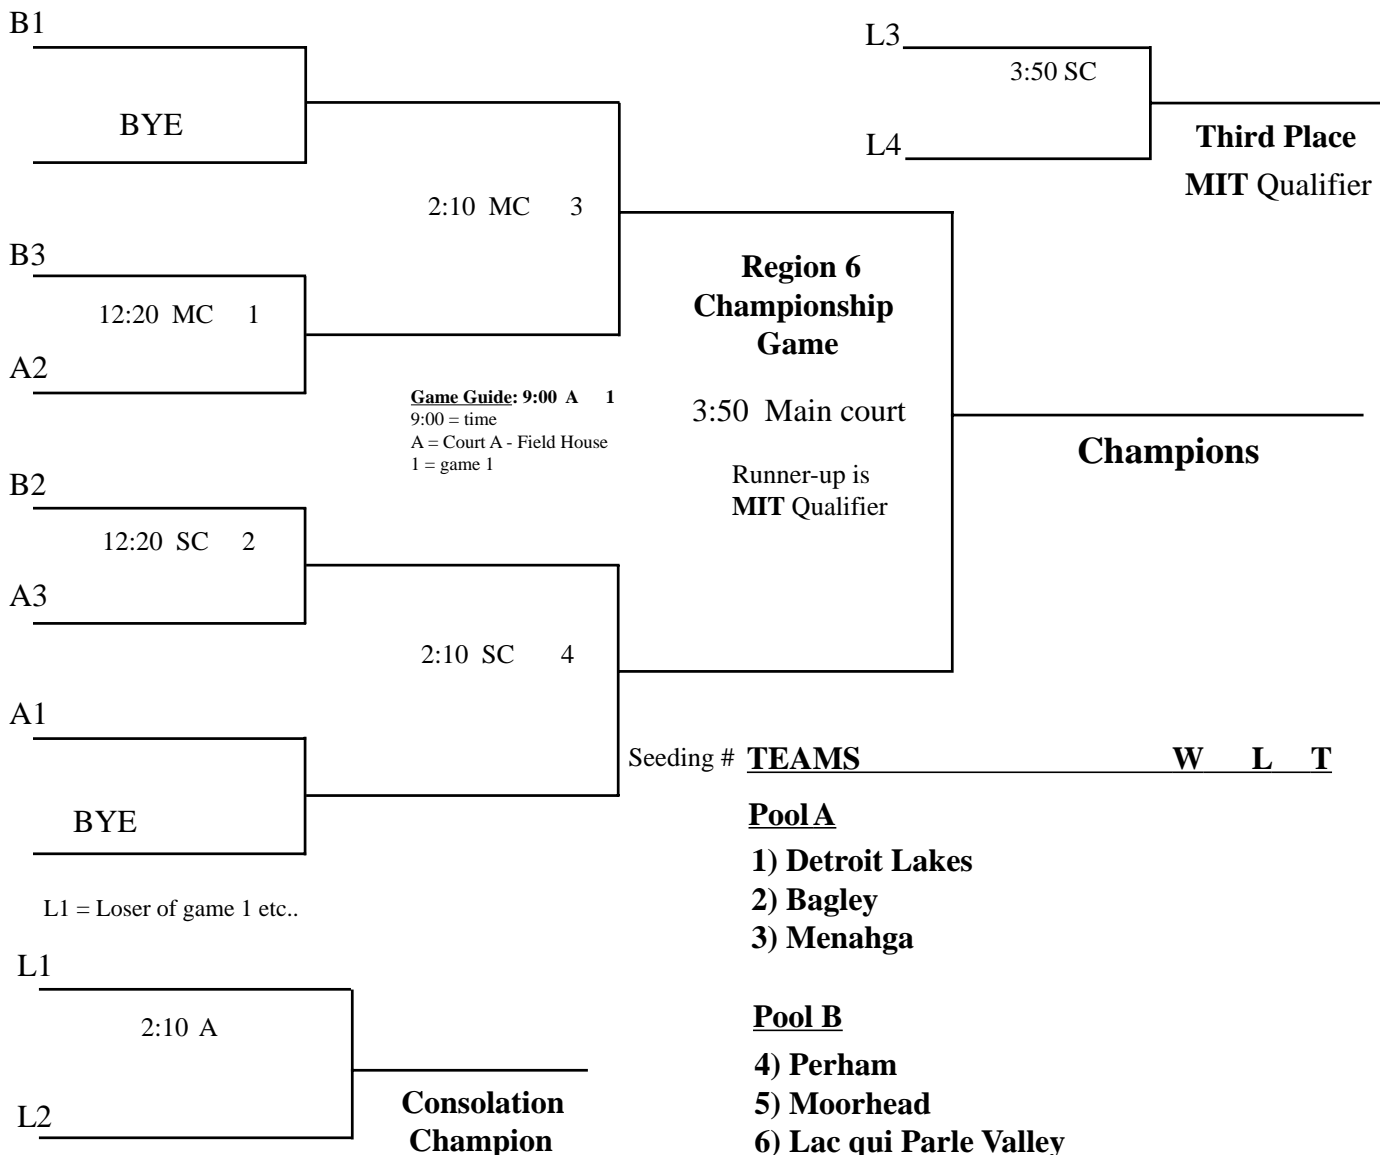 B1
BYE
2:10 MC 3
B3
12:20 MC 1
A2
Game Guide: 9:00 A 1
9:00 = time
A = Court A - Field House
1 = game 1
B2
12:20 SC 2
A3
2:10 SC 4
A1
BYE
L1 = Loser of game 1 etc..
L1
2:10 A
L2
Consolation
Champion
L3
3:50 SC
L4
Third Place
MIT Qualifier
Region 6
Championship
Game
3:50 Main court
Runner-up is
MIT Qualifier
Champions
Seeding # TEAMS W L T
Pool A
1) Detroit Lakes
2) Bagley
3) Menahga
Pool B
4) Perham
5) Moorhead
6) Lac qui Parle Valley